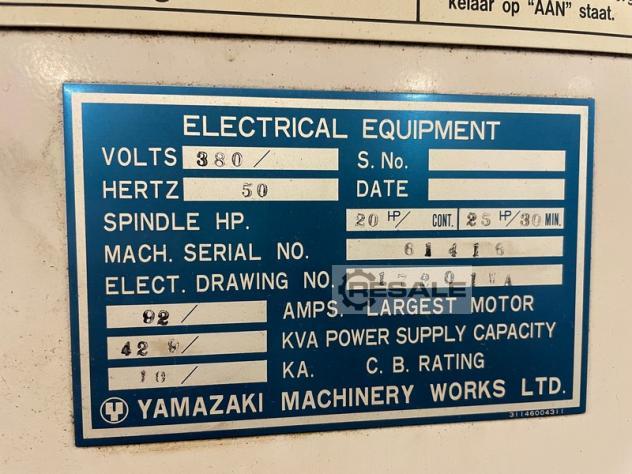 kelaar op "AAN" staat.
ELECTRICAL EQUIPMENT
VOLTS 380/ S. No.
HERTZ 50 DATE
SPINDLE HP. 20 HP/ CONT. 25 HP/30 MIN.
MACH. SERIAL NO. 61416
ELECT. DRAWING NO.
RESALE
92/ AMPS. LARGEST MOTOR
KVA POWER SUPPLY CAPACITY
10/ KA. C. B. RATING
YAMAZAKI MACHINERY WORKS LTD.
31146004311